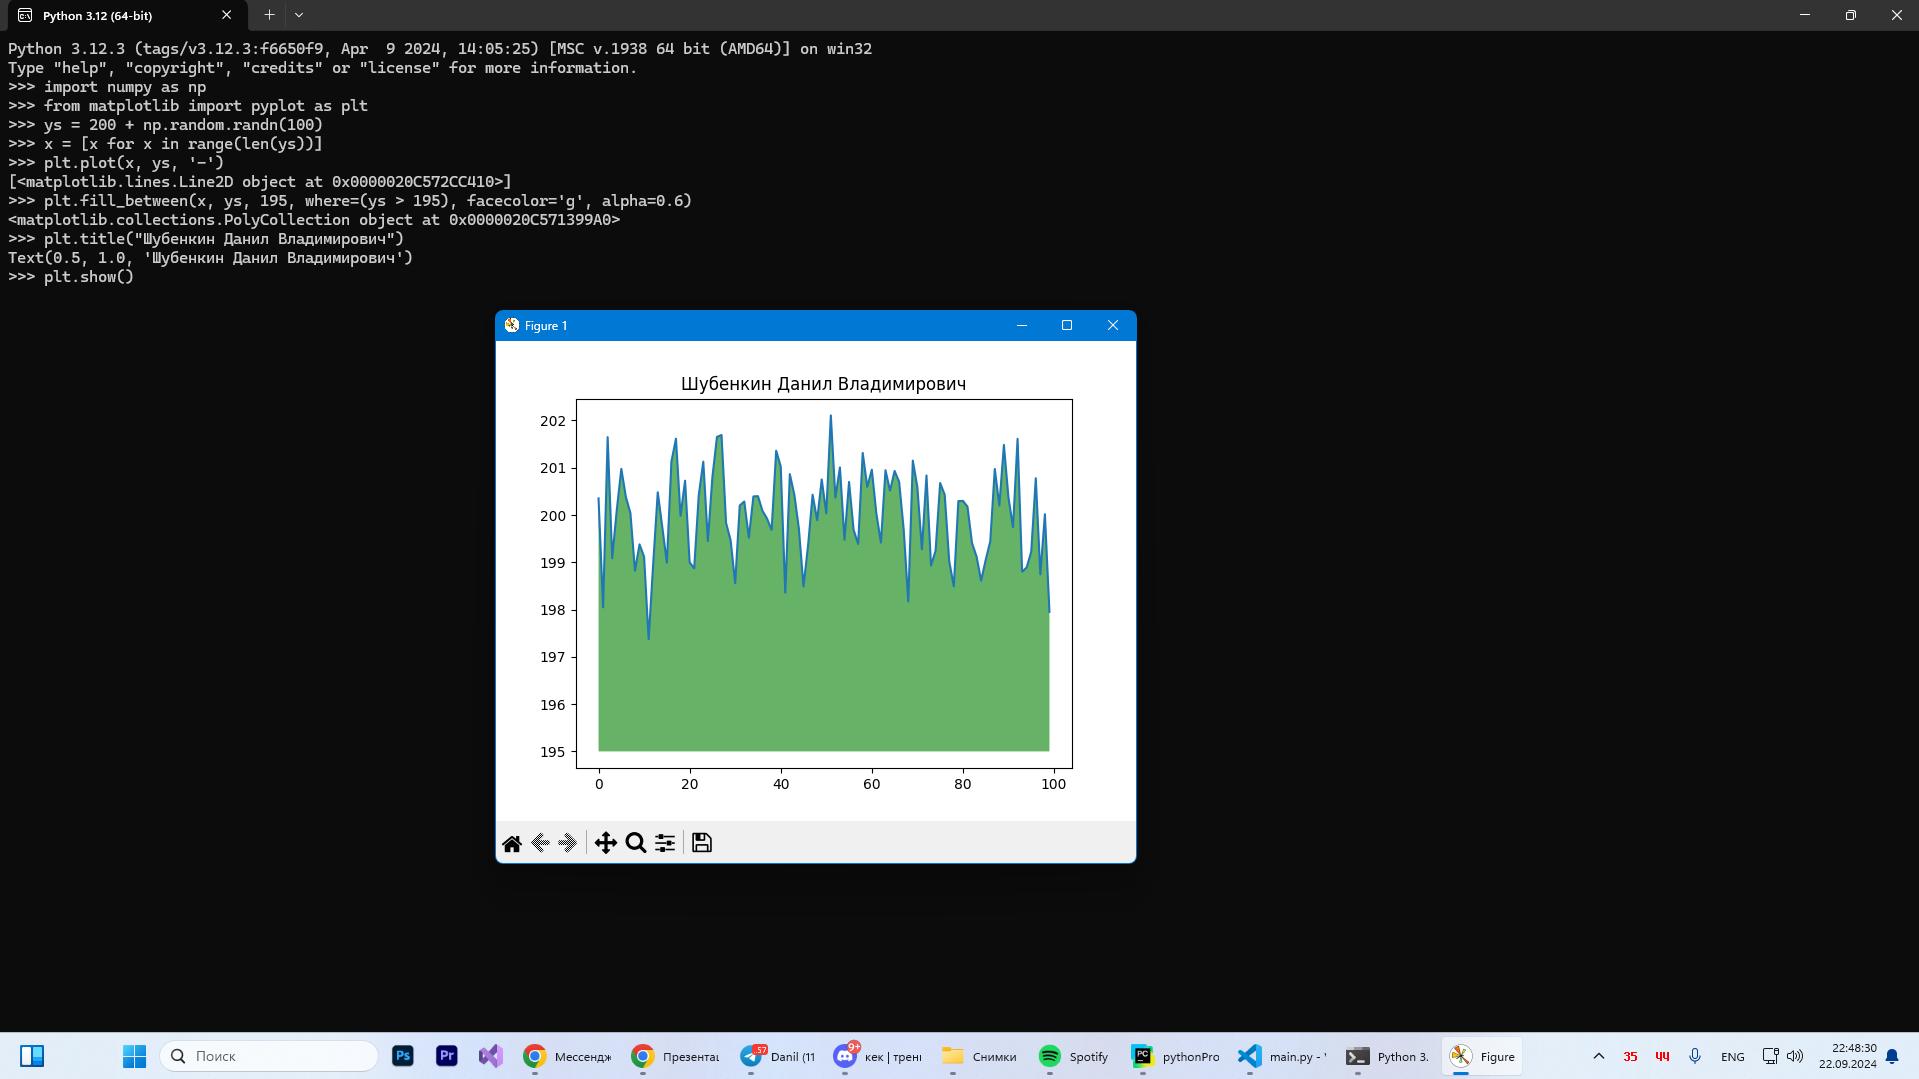 Python 3.12 (64-bit)
Python 3.12.3 (tags/v3.12.3:f6650f9, Apr  9 2024, 14:05:25) [MSC v.1938 64 bit (AMD64)] on win32
Type "help", "copyright", "credits" or "license" for more information.
>>> import numpy as np
>>> from matplotlib import pyplot as plt
>>> ys = 200 + np.random.randn(100)
>>> x = [x for x in range(len(ys))]
>>> plt.plot(x, ys, '-')
[<matplotlib.lines.Line2D object at 0x0000020C572CC410>]
>>> plt.fill_between(x, ys, 195, where=(ys > 195), facecolor='g', alpha=0.6)
<matplotlib.collections.PolyCollection object at 0x0000020C571399A0>
>>> plt.title("Шубенкин Данил Владимирович")
Text(0.5, 1.0, 'Шубенкин Данил Владимирович')
>>> plt.show()
Figure 1
Шубенкин Данил Владимирович
202
201
200
199
198
197
196
195
0 20 40 60 80 100
Поиск Ps Pr Мессендж Презентац 57 Danil (11 9+ кек | трен Снимки Spotify PC pythonPro main.py - Python 3. Figure 35 44 ENG 22:48:30
22.09.2024